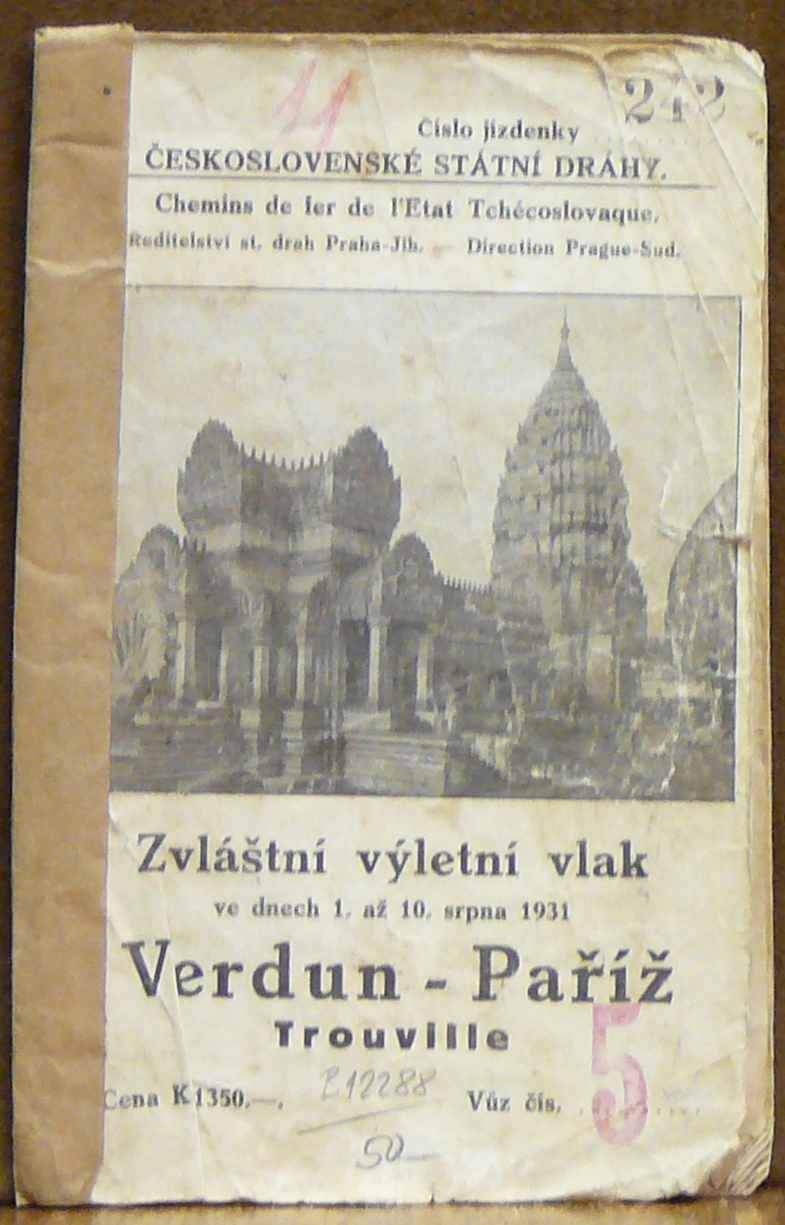 11
242
Číslo jízdenky
ČESKOSLOVENSKÉ STÁTNÍ DRÁHY.
Chemins de fer de l'Etat Tchécoslovaque.
Ředitelství st. drah Praha-Jih. — Direction Prague-Sud.
Zvláštní výletní vlak
ve dnech 1. až 10. srpna 1931
Verdun - Paříž
Trouville
Cena K 1350.—. 212288 Vůz čís. 5
50—